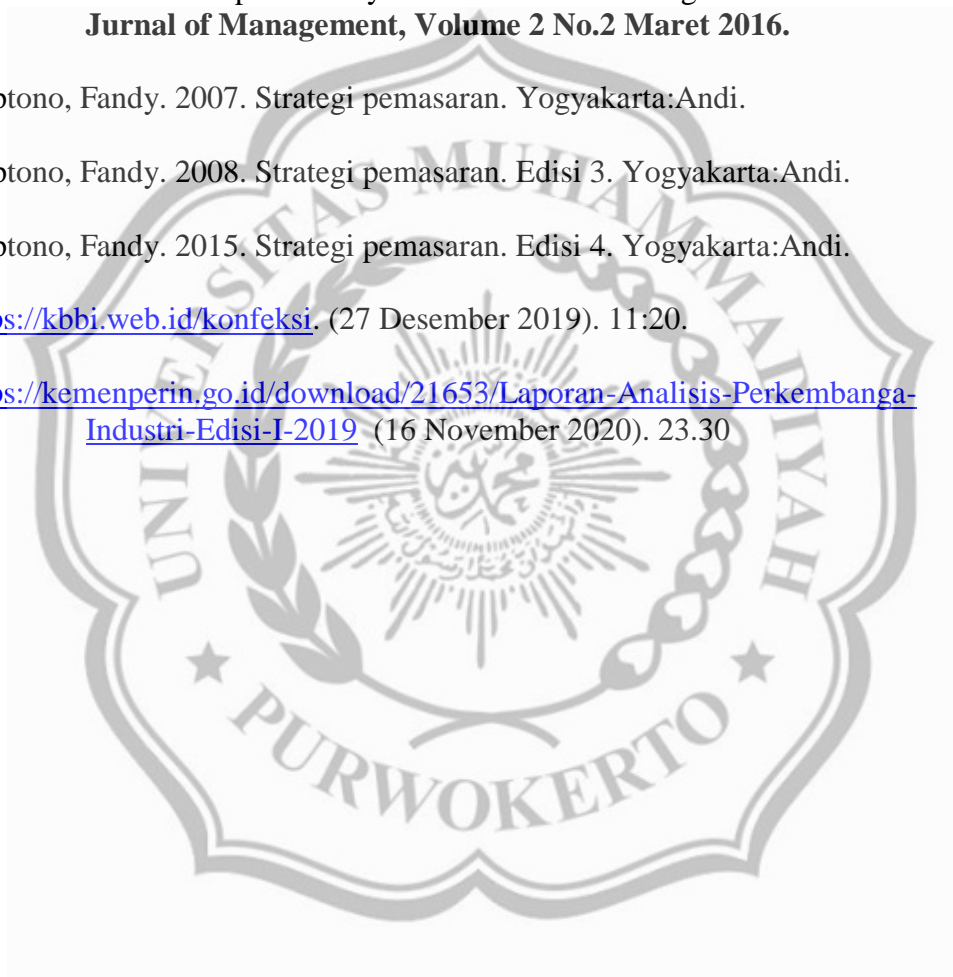 Jurnal of Management, Volume 2 No.2 Maret 2016.
ptono, Fandy. 2007. Strategi pemasaran. Yogyakarta:Andi.
ptono, Fandy. 2008. Strategi pemasaran. Edisi 3. Yogyakarta:Andi.
ptono, Fandy. 2015. Strategi pemasaran. Edisi 4. Yogyakarta:Andi.
ps://kbbi.web.id/konfeksi. (27 Desember 2019). 11:20.
ps://kemenperin.go.id/download/21653/Laporan-Analisis-Perkembanga-
Industri-Edisi-I-2019 (16 November 2020). 23.30
UNIVERSITAS MUHAMMADIYAH
PURWOKERTO